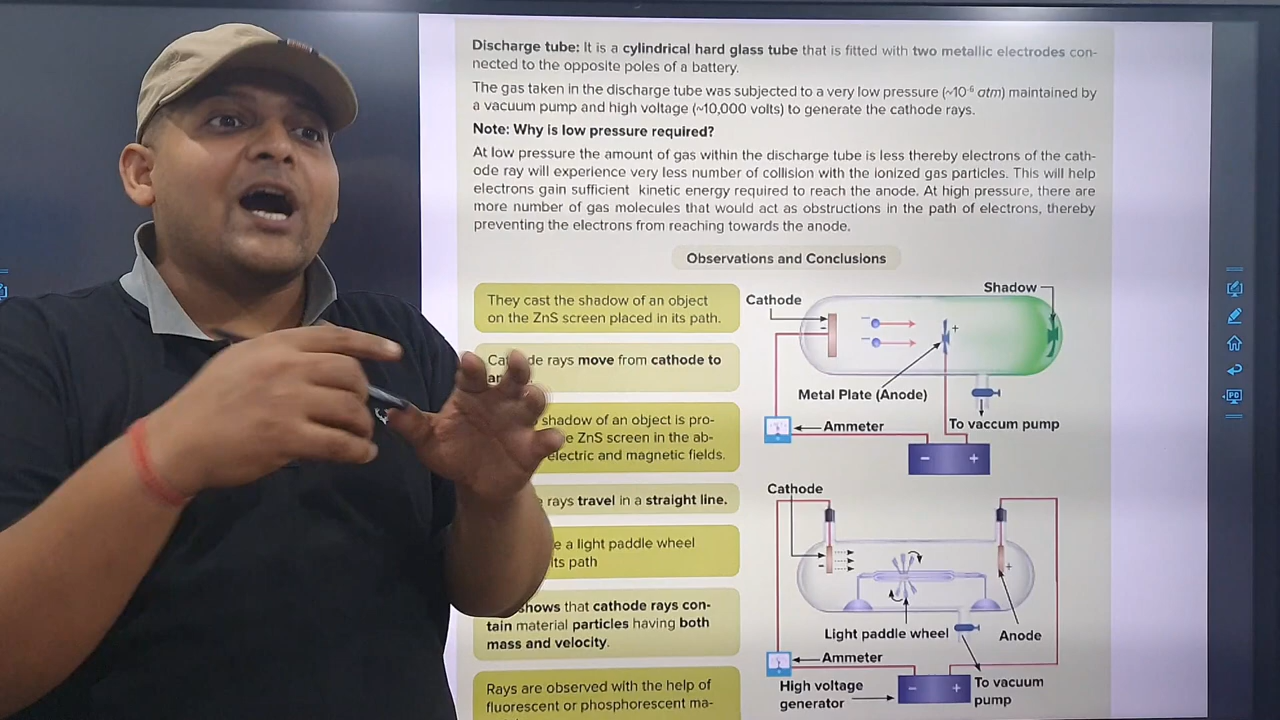 Discharge tube: It is a cylindrical hard glass tube that is fitted with two metallic electrodes con-
nected to the opposite poles of a battery.
The gas taken in the discharge tube was subjected to a very low pressure (~10⁻⁶ atm) maintained by
a vacuum pump and high voltage (~10,000 volts) to generate the cathode rays.
Note: Why is low pressure required?
At low pressure the amount of gas within the discharge tube is less thereby electrons of the cath-
ode ray will experience very less number of collision with the ionized gas particles. This will help
electrons gain sufficient kinetic energy required to reach the anode. At high pressure, there are
more number of gas molecules that would act as obstructions in the path of electrons, thereby
preventing the electrons from reaching towards the anode.
Observations and Conclusions
They cast the shadow of an object
on the ZnS screen placed in its path.
rays move from cathode to
shadow of an object is pro-
ZnS screen in the ab-
electric and magnetic fields.
rays travel in a straight line.
a light paddle wheel
its path
shows that cathode rays con-
tain material particles having both
mass and velocity.
Rays are observed with the help of
fluorescent or phosphorescent ma-
Shadow
Cathode
-
+
Metal Plate (Anode)
Ammeter
To vaccum pump
- +
Cathode
-
+
Light paddle wheel
Anode
Ammeter
High voltage
generator
- +
To vacuum
pump
PC